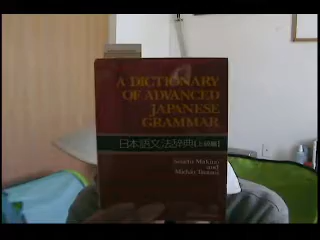 A DICTIONARY
OF ADVANCED
JAPANESE
GRAMMAR
日本語文法辞典【上級編】
Seiichi Makino
and
Michio Tsutsui